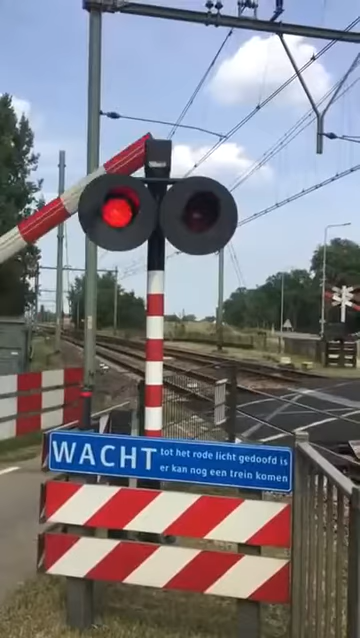 WACHT tot het rode licht gedoofd is
er kan nog een trein komen